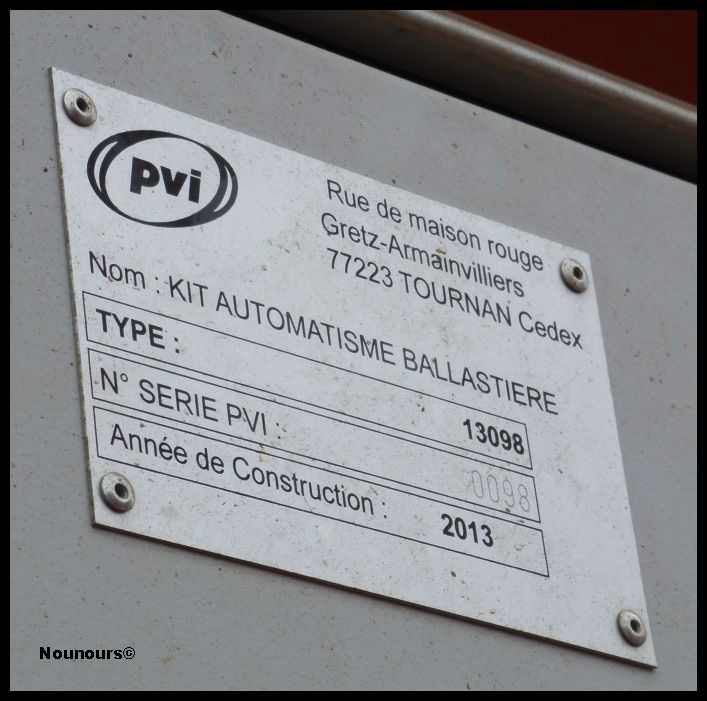 pvi
Rue de maison rouge
Gretz-Armainvilliers
77223 TOURNAN Cedex
Nom : KIT AUTOMATISME BALLASTIERE
TYPE : 13098
N° SERIE PVI : 0098
Année de Construction : 2013
Nounours©